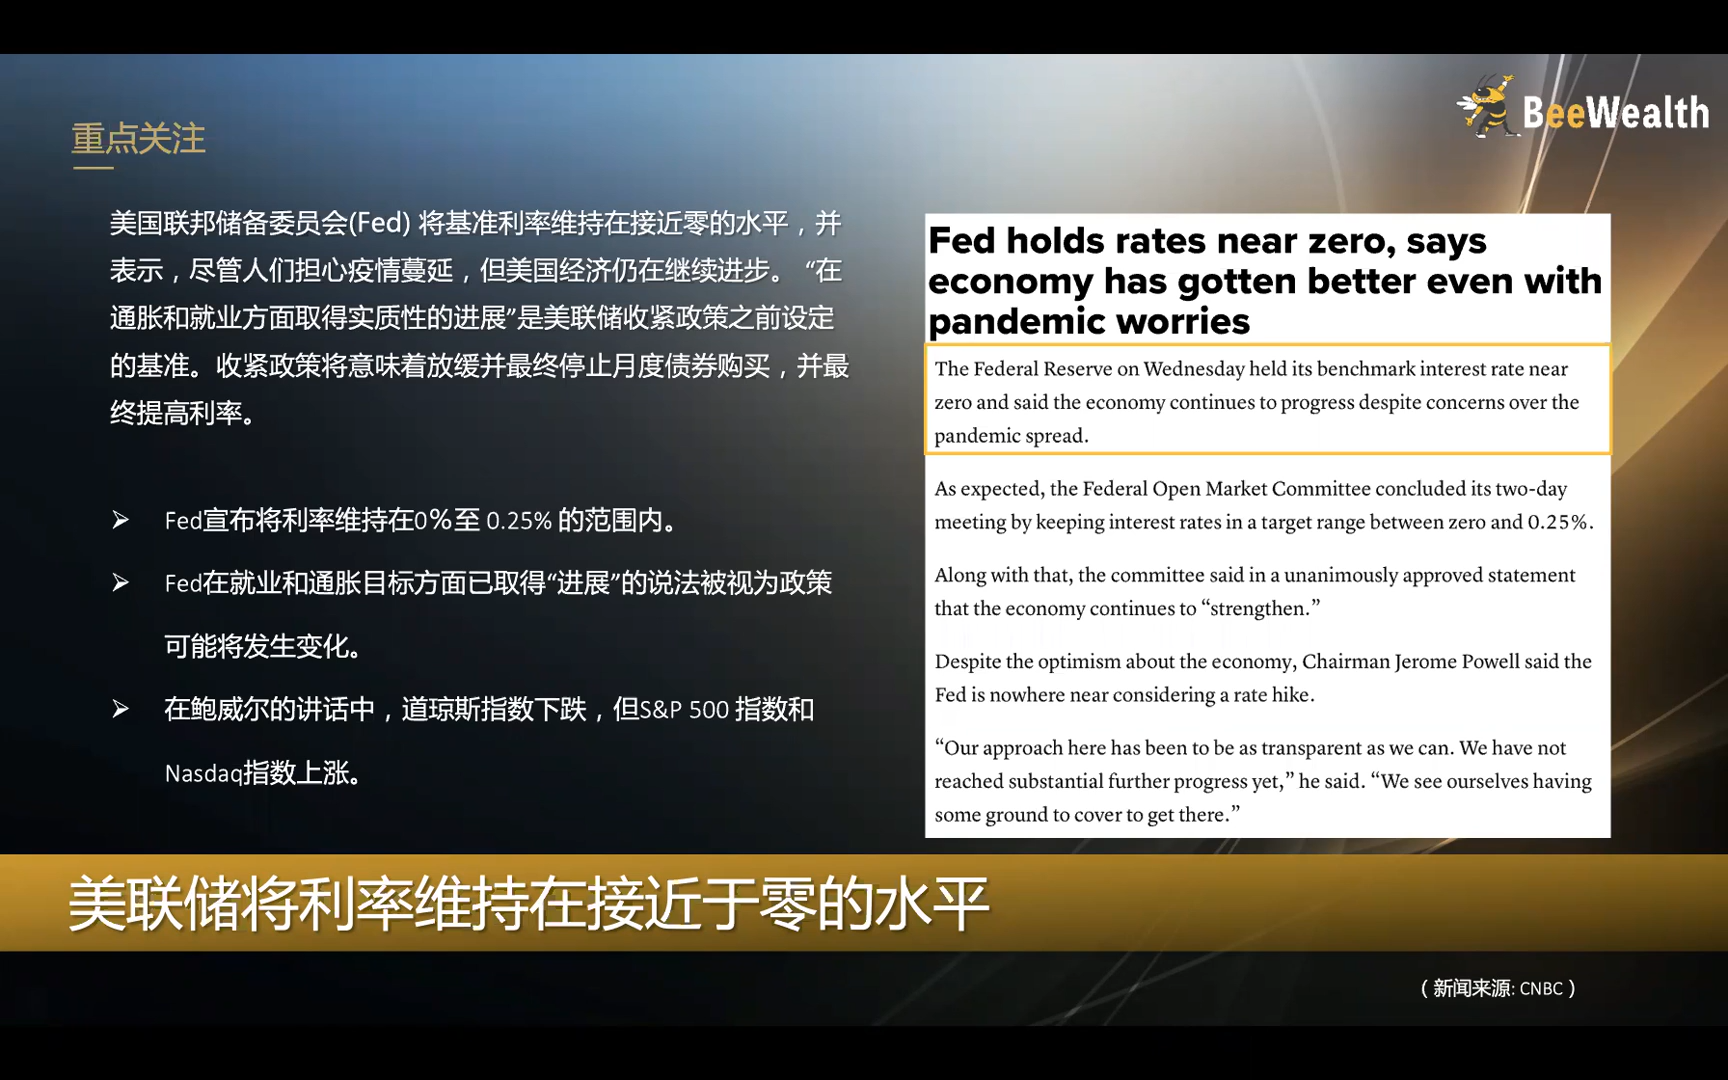 重点关注
BeeWealth
美国联邦储备委员会(Fed) 将基准利率维持在接近零的水平，并
表示，尽管人们担心疫情蔓延，但美国经济仍在继续进步。 “在
通胀和就业方面取得实质性的进展”是美联储收紧政策之前设定
的基准。收紧政策将意味着放缓并最终停止月度债券购买，并最
终提高利率。
➢ Fed宣布将利率维持在0%至 0.25% 的范围内。
➢ Fed在就业和通胀目标方面已取得“进展”的说法被视为政策
可能将发生变化。
➢ 在鲍威尔的讲话中，道琼斯指数下跌，但S&P 500 指数和
Nasdaq指数上涨。
Fed holds rates near zero, says
economy has gotten better even with
pandemic worries
The Federal Reserve on Wednesday held its benchmark interest rate near
zero and said the economy continues to progress despite concerns over the
pandemic spread.
As expected, the Federal Open Market Committee concluded its two-day
meeting by keeping interest rates in a target range between zero and 0.25%.
Along with that, the committee said in a unanimously approved statement
that the economy continues to “strengthen.”
Despite the optimism about the economy, Chairman Jerome Powell said the
Fed is nowhere near considering a rate hike.
“Our approach here has been to be as transparent as we can. We have not
reached substantial further progress yet,” he said. “We see ourselves having
some ground to cover to get there.”
美联储将利率维持在接近于零的水平
（新闻来源: CNBC）